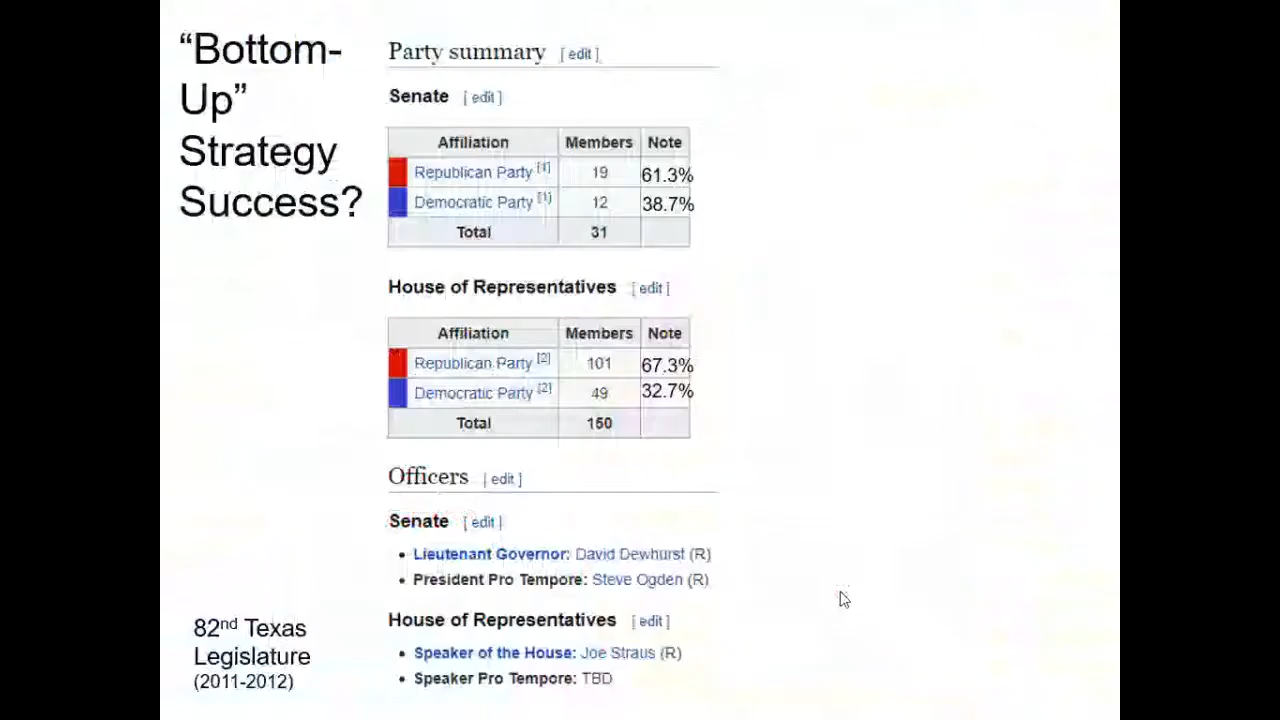 “Bottom-
Up”
Strategy
Success?
Party summary [ edit ]
Senate [ edit ]
Affiliation Members Note
Republican Party [1] 19 61.3%
Democratic Party [1] 12 38.7%
Total 31
House of Representatives [ edit ]
Affiliation Members Note
Republican Party [2] 101 67.3%
Democratic Party [2] 49 32.7%
Total 150
Officers [ edit ]
Senate [ edit ]
• Lieutenant Governor: David Dewhurst (R)
• President Pro Tempore: Steve Ogden (R)
House of Representatives [ edit ]
• Speaker of the House: Joe Straus (R)
• Speaker Pro Tempore: TBD
82nd Texas
Legislature
(2011-2012)